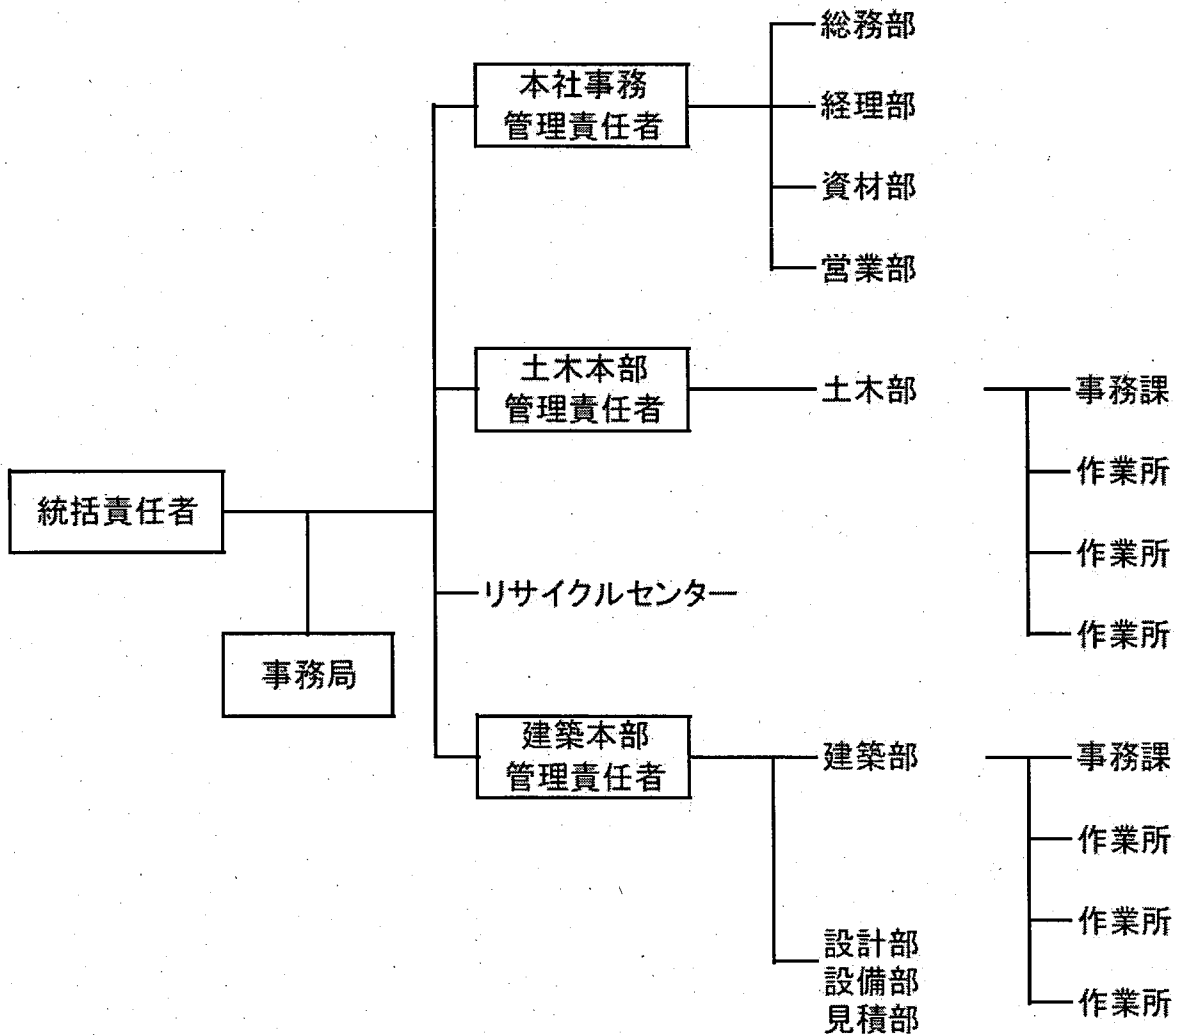 総務部
本社事務
管理責任者
経理部
資材部
営業部
土木本部
管理責任者
土木部
事務課
作業所
統括責任者
作業所
リサイクルセンター
作業所
事務局
建築本部
管理責任者
建築部
事務課
作業所
作業所
設計部
設備部
見積部
作業所